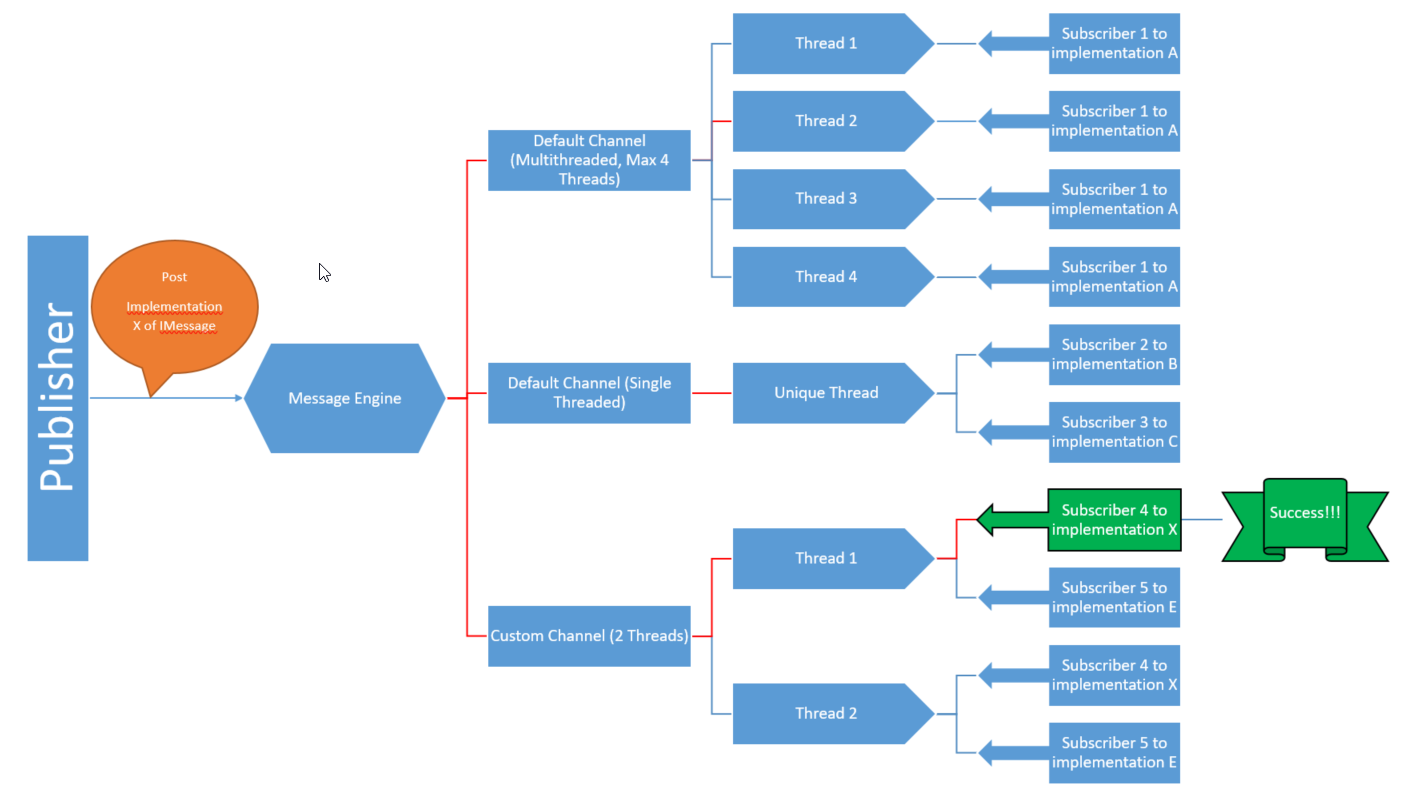 Publisher
Post
Implementation
X of IMessage
Message Engine
Default Channel
(Multithreaded, Max 4
Threads)
Thread 1
Subscriber 1 to
implementation A
Thread 2
Subscriber 1 to
implementation A
Thread 3
Subscriber 1 to
implementation A
Thread 4
Subscriber 1 to
implementation A
Default Channel (Single
Threaded)
Unique Thread
Subscriber 2 to
implementation B
Subscriber 3 to
implementation C
Custom Channel (2 Threads)
Thread 1
Subscriber 4 to
implementation X
Success!!!
Subscriber 5 to
implementation E
Thread 2
Subscriber 4 to
implementation X
Subscriber 5 to
implementation E